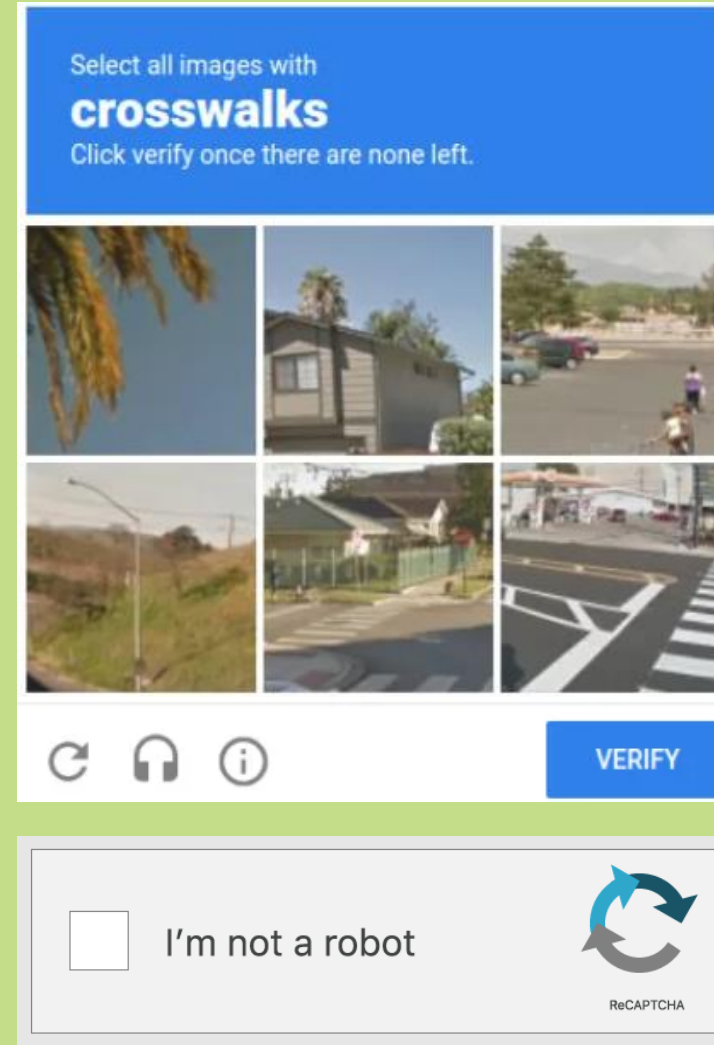 Select all images with
crosswalks
Click verify once there are none left.
VERIFY
I'm not a robot
ReCAPTCHA